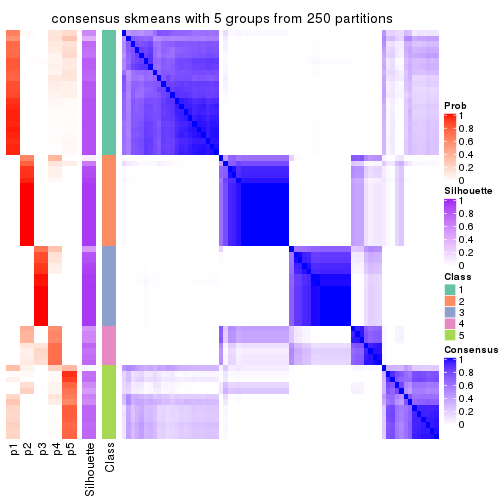 consensus skmeans with 5 groups from 250 partitions
Prob
1
0.8
0.6
0.4
0.2
0
Silhouette
1
0.8
0.6
0.4
0.2
0
Class
1
2
3
4
5
Consensus
1
0.8
0.6
0.4
0.2
0
p1
p2
p3
p4
p5
Silhouette
Class